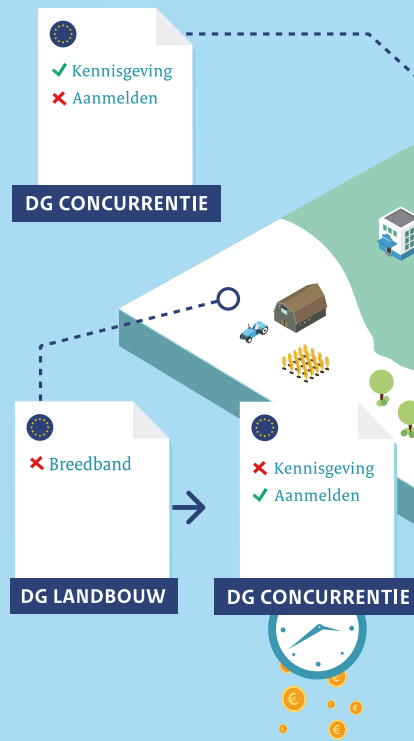 Kennisgeving
Aanmelden
DG CONCURRENTIE
Breedband
DG LANDBOUW
Kennisgeving
Aanmelden
DG CONCURRENTIE
€
€
€
€